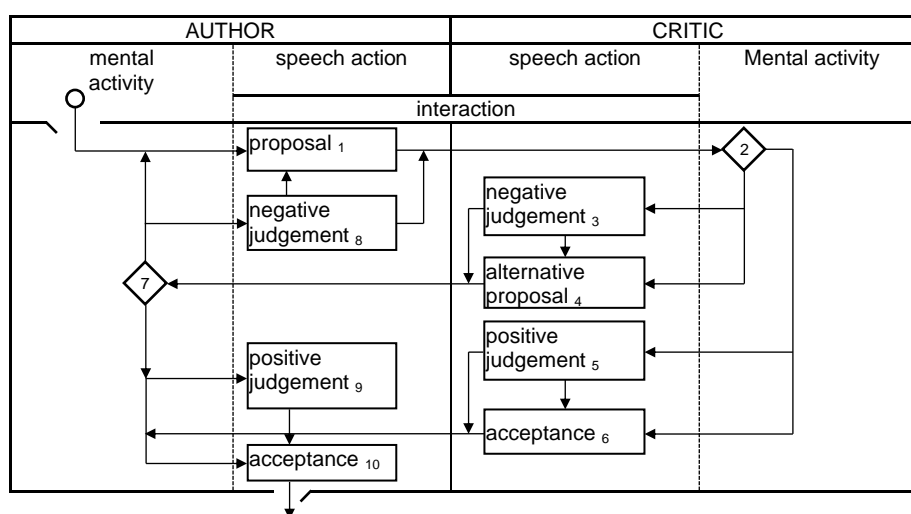 AUTHOR CRITIC
mental
activity
speech action
speech action
Mental activity
interaction
proposal 1
2
negative
judgement 8
negative
judgement 3
7
alternative
proposal 4
positive
judgement 9
positive
judgement 5
acceptance 6
acceptance 10